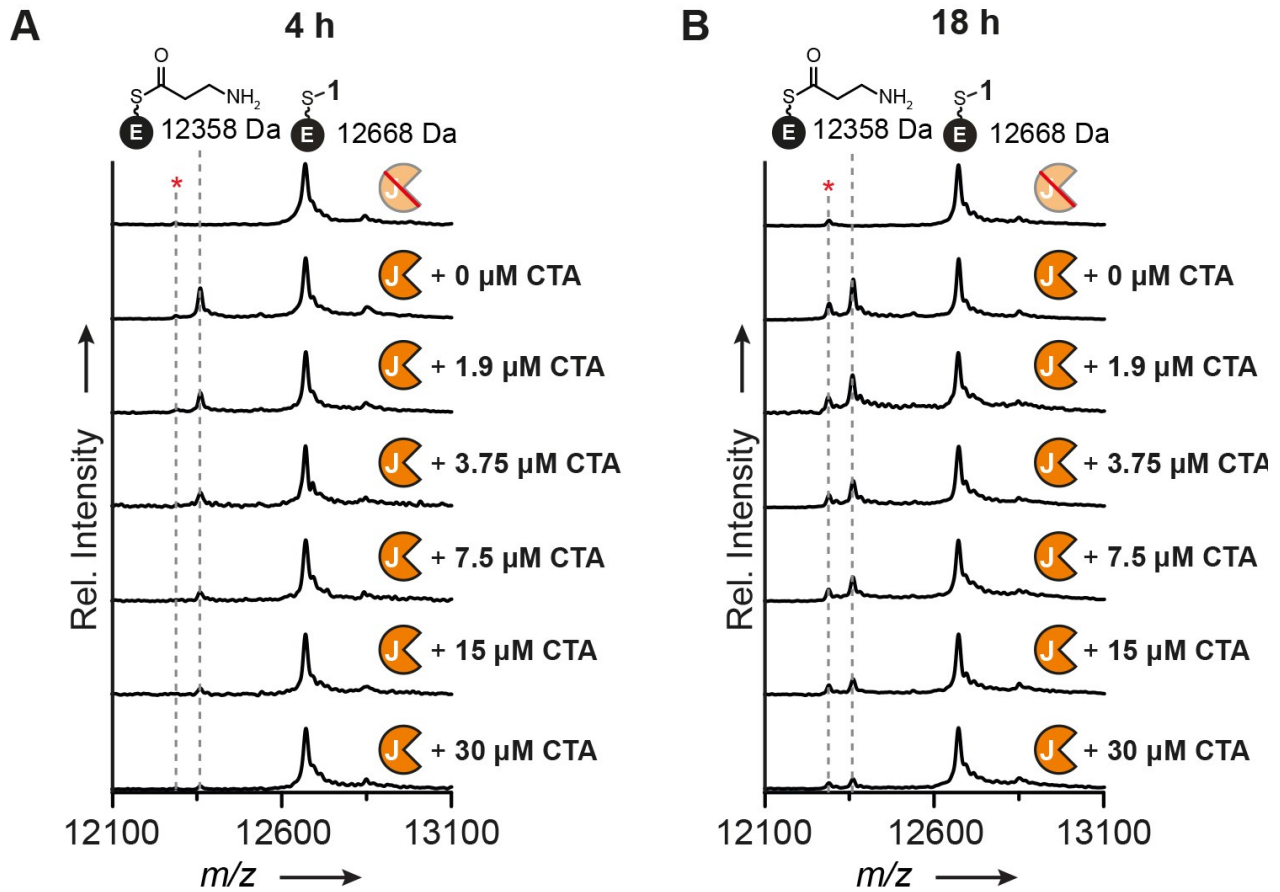 A
4 h
O
S
NH2
E
12358 Da
S-1
E
12668 Da
*
J
J + 0 µM CTA
J + 1.9 µM CTA
J + 3.75 µM CTA
J + 7.5 µM CTA
J + 15 µM CTA
J + 30 µM CTA
Rel. Intensity
12100
12600
13100
m/z
B
18 h
O
S
NH2
E
12358 Da
S-1
E
12668 Da
*
J
J + 0 µM CTA
J + 1.9 µM CTA
J + 3.75 µM CTA
J + 7.5 µM CTA
J + 15 µM CTA
J + 30 µM CTA
Rel. Intensity
12100
12600
13100
m/z